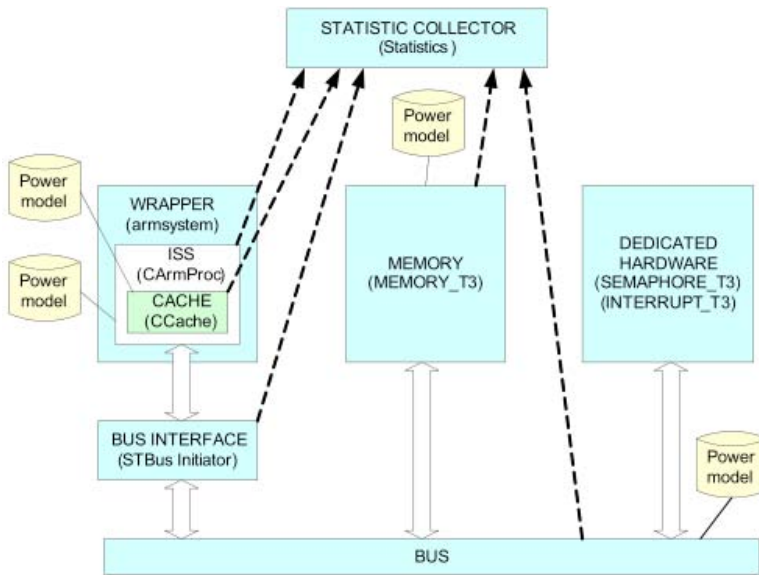 STATISTIC COLLECTOR
(Statistics )
Power
model
Power
model
WRAPPER
(armsystem)
ISS
(CArmProc)
CACHE
(CCache)
Power
model
MEMORY
(MEMORY_T3)
DEDICATED
HARDWARE
(SEMAPHORE_T3)
(INTERRUPT_T3)
BUS INTERFACE
(STBus Initiator)
Power
model
BUS